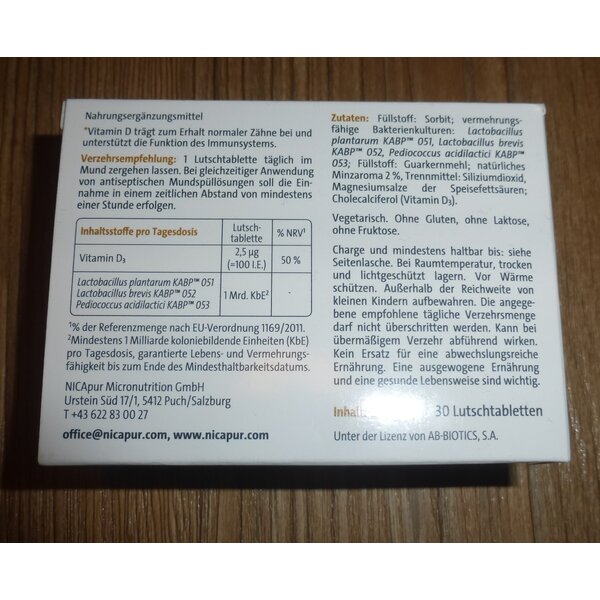 Nahrungsergänzungsmittel
*Vitamin D trägt zum Erhalt normaler Zähne bei und
unterstützt die Funktion des Immunsystems.
Verzehrsempfehlung: 1 Lutschtablette täglich im
Mund zergehen lassen. Bei gleichzeitiger Anwendung
von antiseptischen Mundspüllösungen soll die Ein-
nahme in einem zeitlichen Abstand von mindestens
einer Stunde erfolgen.
Inhaltsstoffe pro Tagesdosis
Lutsch-
tablette
% NRV¹
Vitamin D₃
2,5 µg
(=100 I.E.)
50 %
Lactobacillus plantarum KABP™ 051
Lactobacillus brevis KABP™ 052
Pediococcus acidilactici KABP™ 053
1 Mrd. KbE²
.
¹% der Referenzmenge nach EU-Verordnung 1169/2011.
²Mindestens 1 Milliarde koloniebildende Einheiten (KbE)
pro Tagesdosis, garantierte Lebens- und Vermehrungs-
fähigkeit bis zum Ende des Mindesthaltbarkeitsdatums.
NICApur Micronutrition GmbH
Urstein Süd 17/1, 5412 Puch/Salzburg
T +43 622 83 00 27
office@nicapur.com, www.nicapur.com
Zutaten: Füllstoff: Sorbit; vermehrungs-
fähige Bakterienkulturen: Lactobacillus
plantarum KABP™ 051, Lactobacillus brevis
KABP™ 052, Pediococcus acidilactici KABP™
053; Füllstoff: Guarkernmehl; natürliches
Minzaroma 2 %, Trennmittel: Siliziumdioxid,
Magnesiumsalze der Speisefettsäuren;
Cholecalciferol (Vitamin D₃).
Vegetarisch. Ohne Gluten, ohne Laktose,
ohne Fruktose.
Charge und mindestens haltbar bis: siehe
Seitenlasche. Bei Raumtemperatur, trocken
und lichtgeschützt lagern. Vor Wärme
schützen. Außerhalb der Reichweite von
kleinen Kindern aufbewahren. Die angege-
bene empfohlene tägliche Verzehrsmenge
darf nicht überschritten werden. Kann bei
übermäßigem Verzehr abführend wirken.
Kein Ersatz für eine abwechslungsreiche
Ernährung. Eine ausgewogene Ernährung
und eine gesunde Lebensweise sind wichtig.
Inhalt 30 Lutschtabletten
Unter der Lizenz von AB-BIOTICS, S.A.